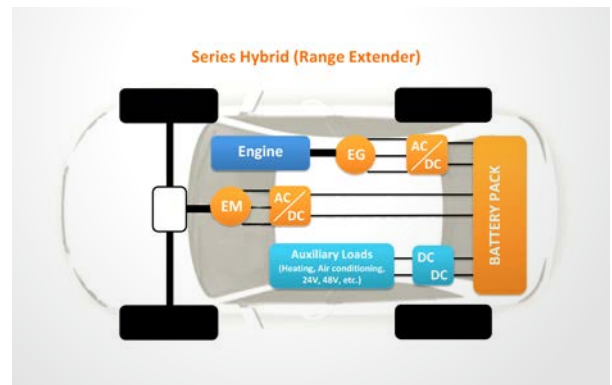 Series Hybrid (Range Extender)
Engine
EG
AC
DC
EM
AC
DC
BATTERY PACK
Auxiliary Loads
(Heating, Air conditioning,
24V, 48V, etc.)
DC
DC